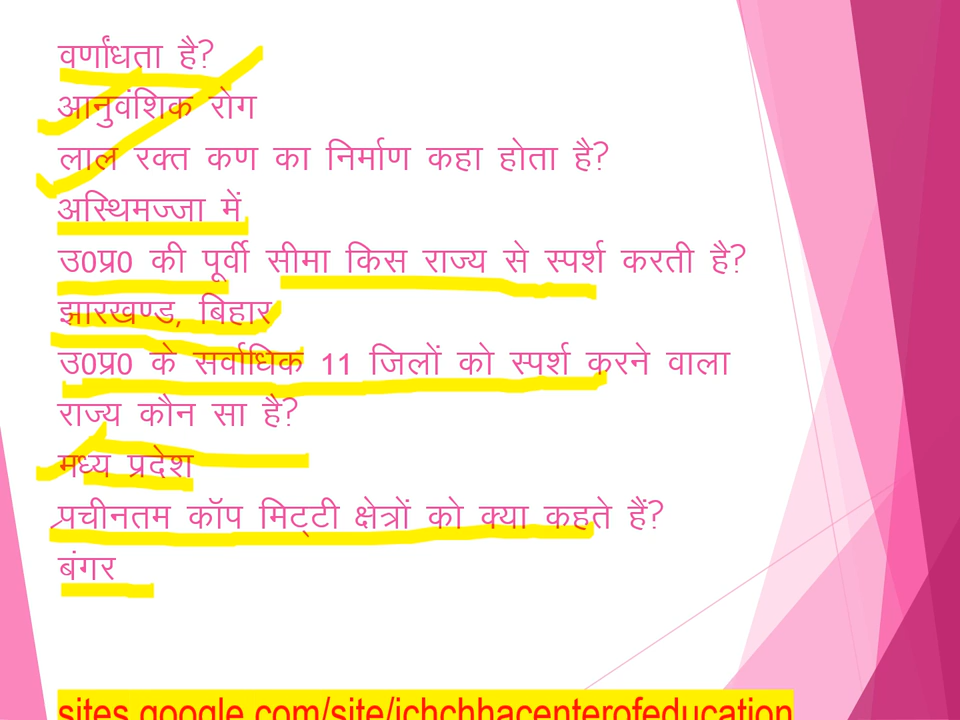 वर्णांधता है?
आनुवंशिक रोग
लाल रक्त कण का निर्माण कहा होता है?
अस्थिमज्जा में
उ0प्र0 की पूर्वी सीमा किस राज्य से स्पर्श करती है?
झारखण्ड, बिहार
उ0प्र0 के सर्वाधिक 11 जिलों को स्पर्श करने वाला
राज्य कौन सा है?
मध्य प्रदेश
प्रचीनतम कॉप मिट्टी क्षेत्रों को क्या कहते हैं?
बंगर
sites.google.com/site/ichchhacenterofeducation